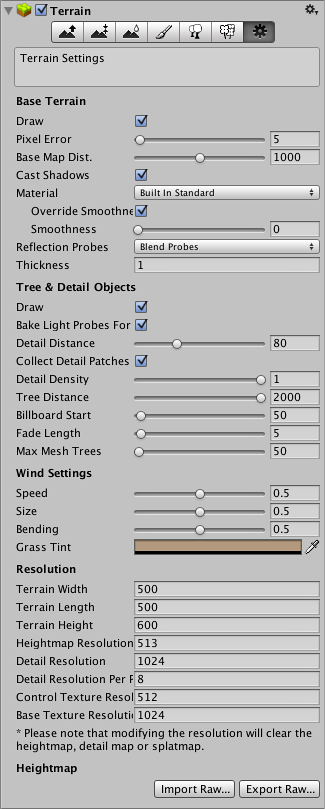 Terrain
Terrain Settings
Base Terrain
Draw
Pixel Error 5
Base Map Dist. 1000
Cast Shadows
Material Built In Standard
Override Smoothne
Smoothness 0
Reflection Probes Blend Probes
Thickness 1
Tree & Detail Objects
Draw
Bake Light Probes For
Detail Distance 80
Collect Detail Patches
Detail Density 1
Tree Distance 2000
Billboard Start 50
Fade Length 5
Max Mesh Trees 50
Wind Settings
Speed 0.5
Size 0.5
Bending 0.5
Grass Tint
Resolution
Terrain Width 500
Terrain Length 500
Terrain Height 600
Heightmap Resolution 513
Detail Resolution 1024
Detail Resolution Per P 8
Control Texture Resol 512
Base Texture Resolutio 1024
* Please note that modifying the resolution will clear the
heightmap, detail map or splatmap.
Heightmap
Import Raw... Export Raw...